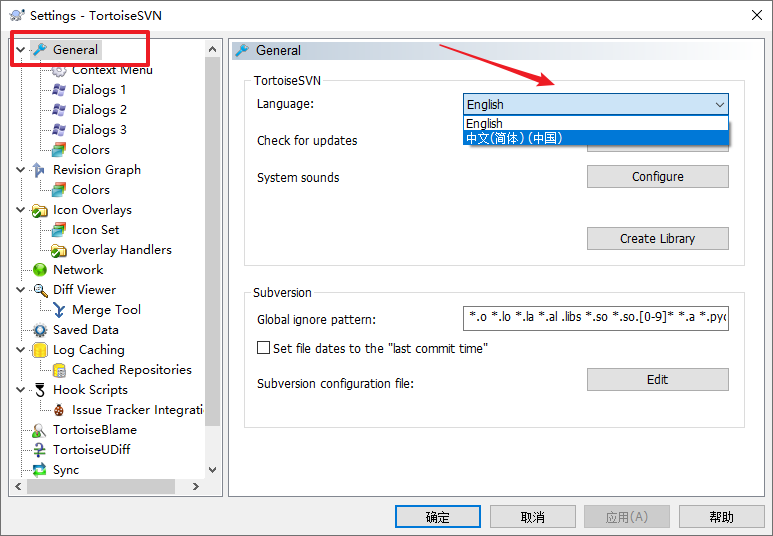 Settings - TortoiseSVN
General
Context Menu
Dialogs 1
Dialogs 2
Dialogs 3
Colors
Revision Graph
Colors
Icon Overlays
Icon Set
Overlay Handlers
Network
Diff Viewer
Merge Tool
Saved Data
Log Caching
Cached Repositories
Hook Scripts
Issue Tracker Integrati
TortoiseBlame
TortoiseUDiff
Sync
General
TortoiseSVN
Language:
English
English
中文(简体) (中国)
Check for updates
System sounds
Configure
Create Library
Subversion
Global ignore pattern:
*.o *.lo *.la *.al .libs *.so *.so.[0-9]* *.a *.pyc
Set file dates to the "last commit time"
Subversion configuration file:
Edit
确定
取消
应用(A)
帮助